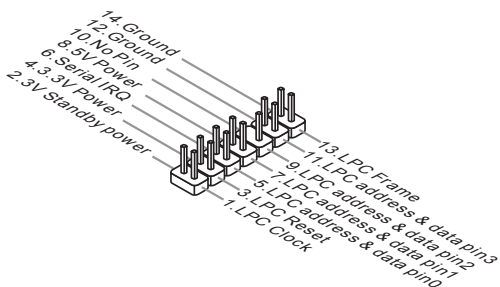 14.Ground
12.Ground
10.No Pin
8.5V Power
6.Serial IRQ
4.3.3V Power
2.3V Standby power
13.LPC Frame
11.LPC address & data pin3
9.LPC address & data pin2
7.LPC address & data pin1
5.LPC address & data pin0
3.LPC Reset
1.LPC Clock